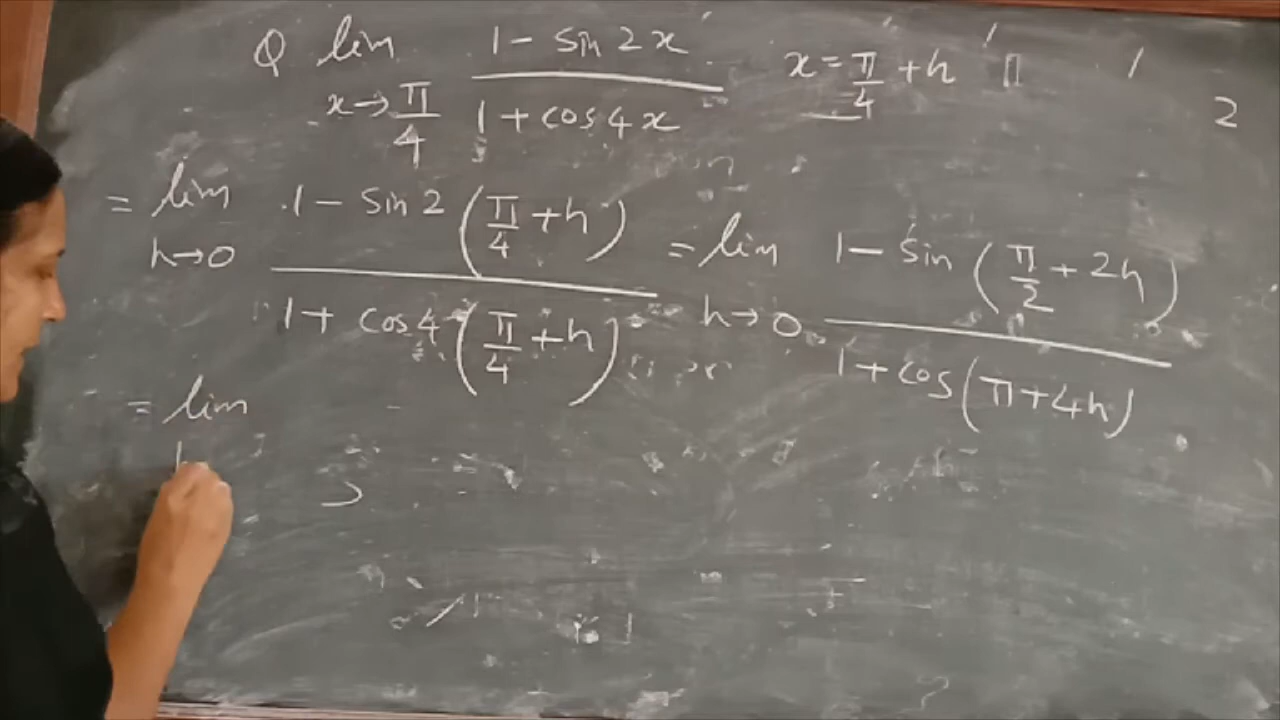 Q lim x→π/4 (1 - sin 2x)/(1 + cos 4x) x = π/4 + h π 2
= lim h→0 (1 - sin 2(π/4 + h))/(1 + cos 4(π/4 + h)) = lim h→0 (1 - sin(π/2 + 2h))/(1 + cos(π + 4h))
= lim